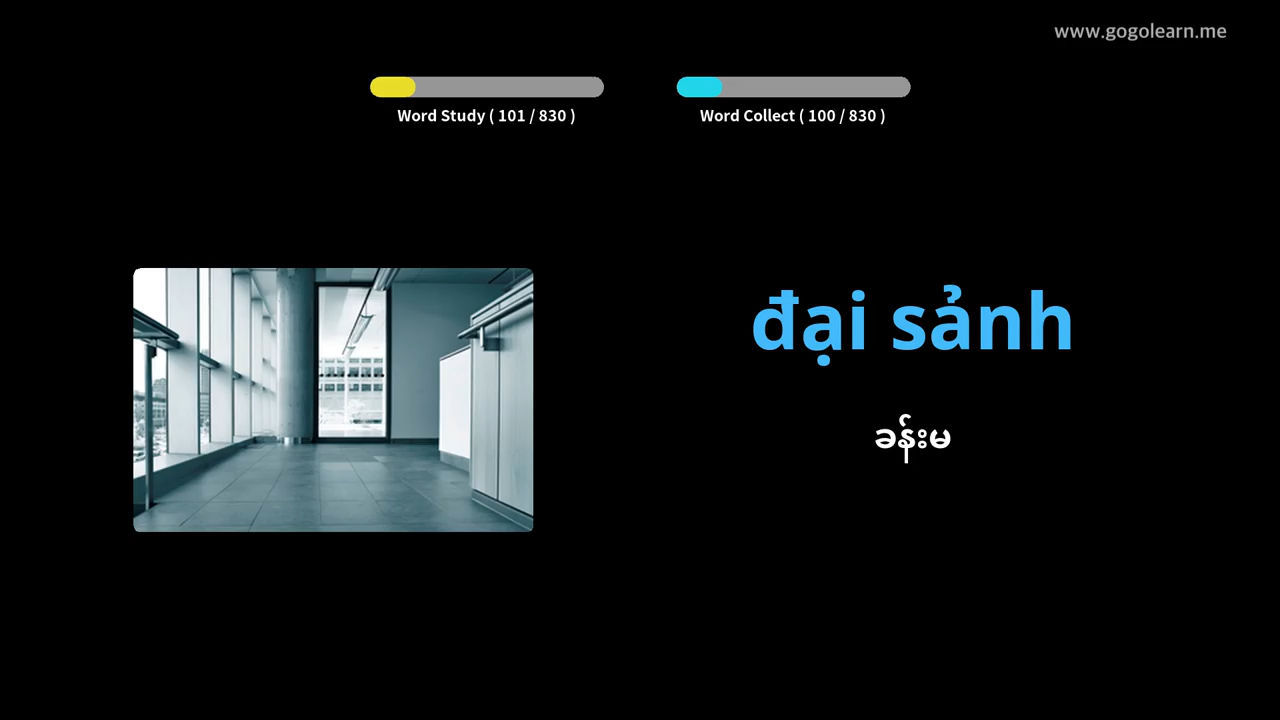 www.gogolearn.me
Word Study ( 101 / 830 )
Word Collect ( 100 / 830 )
đại sảnh
ခန်းမ